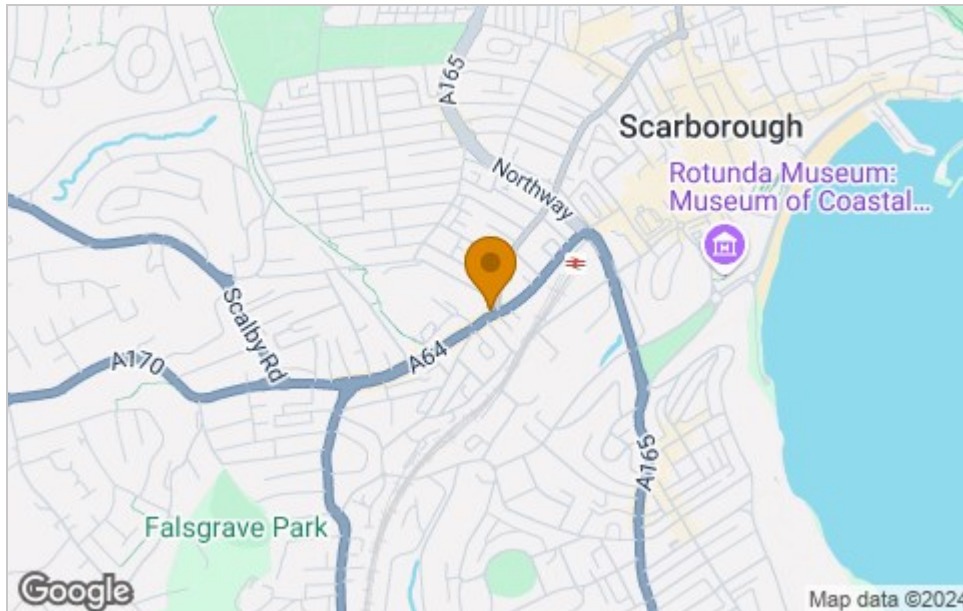 A165
Scarborough
Northway
Rotunda Museum:
Museum of Coastal...
Scalby Rd
A170
A64
A165
Falsgrave Park
Google
Map data ©2024